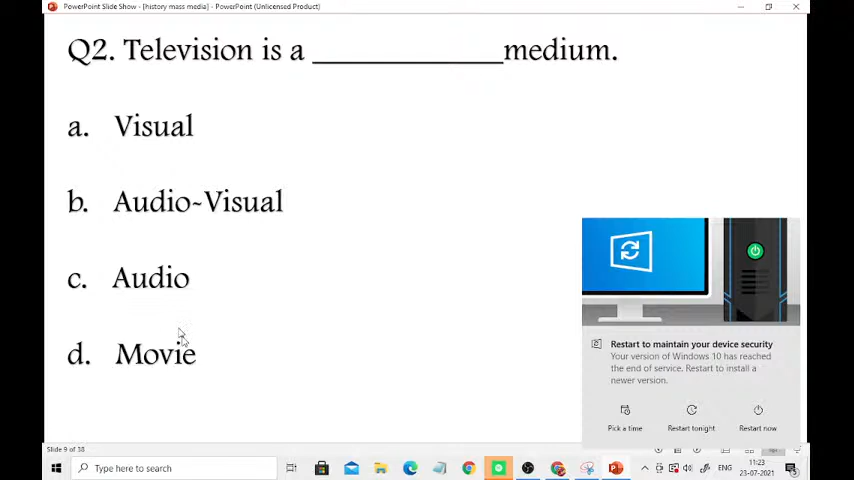 PowerPoint Slide Show - [history mass media] - PowerPoint (Unlicensed Product)
Q2. Television is a ______________medium.
a. Visual
b. Audio-Visual
c. Audio
d. Movie
Restart to maintain your device security
Your version of Windows 10 has reached
the end of service. Restart to install a
newer version.
Pick a time Restart tonight Restart now
Slide 9 of 38
Type here to search
ENG
11:23
23-07-2021